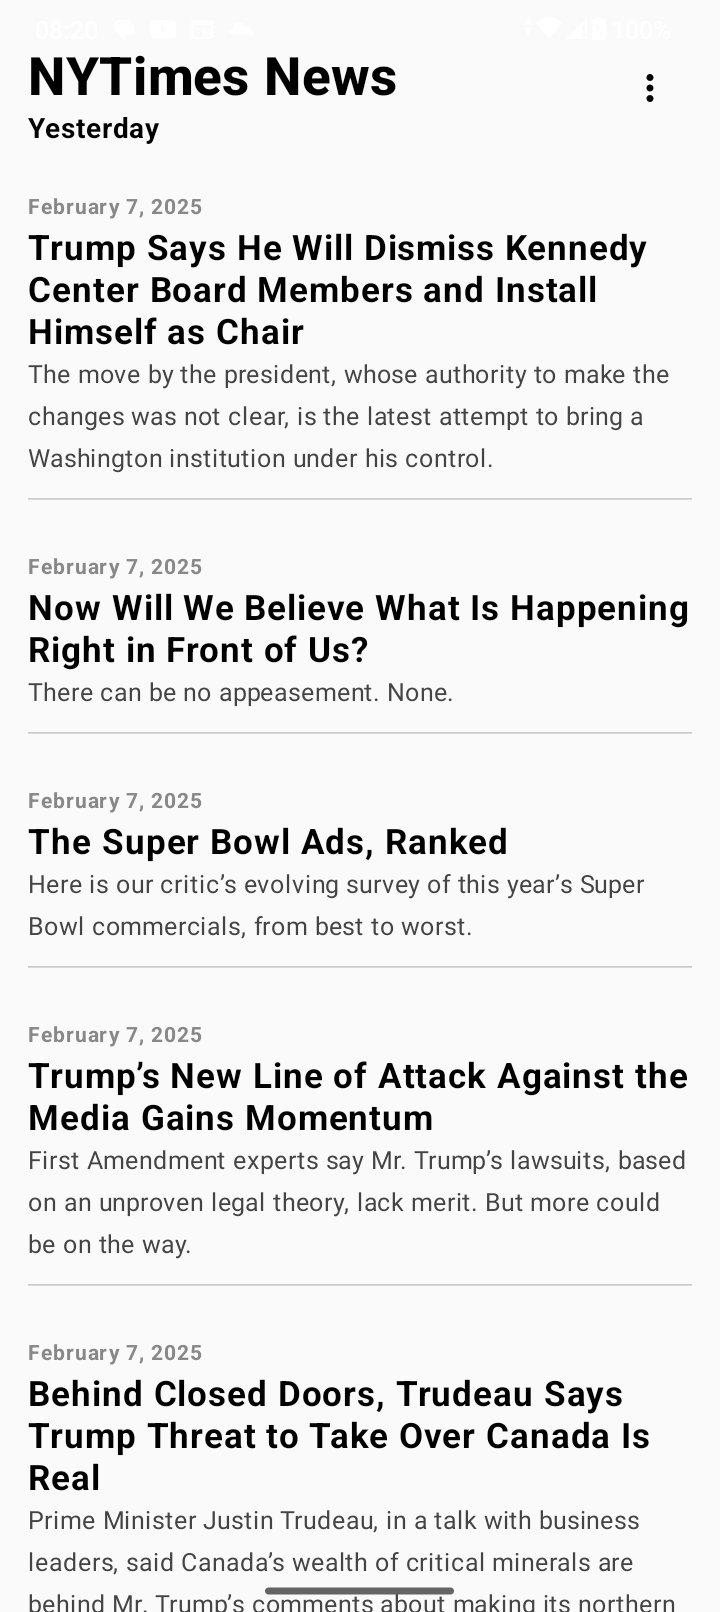 08:20
100%
NYTimes News
Yesterday
February 7, 2025
Trump Says He Will Dismiss Kennedy
Center Board Members and Install
Himself as Chair
The move by the president, whose authority to make the
changes was not clear, is the latest attempt to bring a
Washington institution under his control.
February 7, 2025
Now Will We Believe What Is Happening
Right in Front of Us?
There can be no appeasement. None.
February 7, 2025
The Super Bowl Ads, Ranked
Here is our critic’s evolving survey of this year’s Super
Bowl commercials, from best to worst.
February 7, 2025
Trump’s New Line of Attack Against the
Media Gains Momentum
First Amendment experts say Mr. Trump’s lawsuits, based
on an unproven legal theory, lack merit. But more could
be on the way.
February 7, 2025
Behind Closed Doors, Trudeau Says
Trump Threat to Take Over Canada Is
Real
Prime Minister Justin Trudeau, in a talk with business
leaders, said Canada’s wealth of critical minerals are
behind Mr. Trump’s comments about making its northern